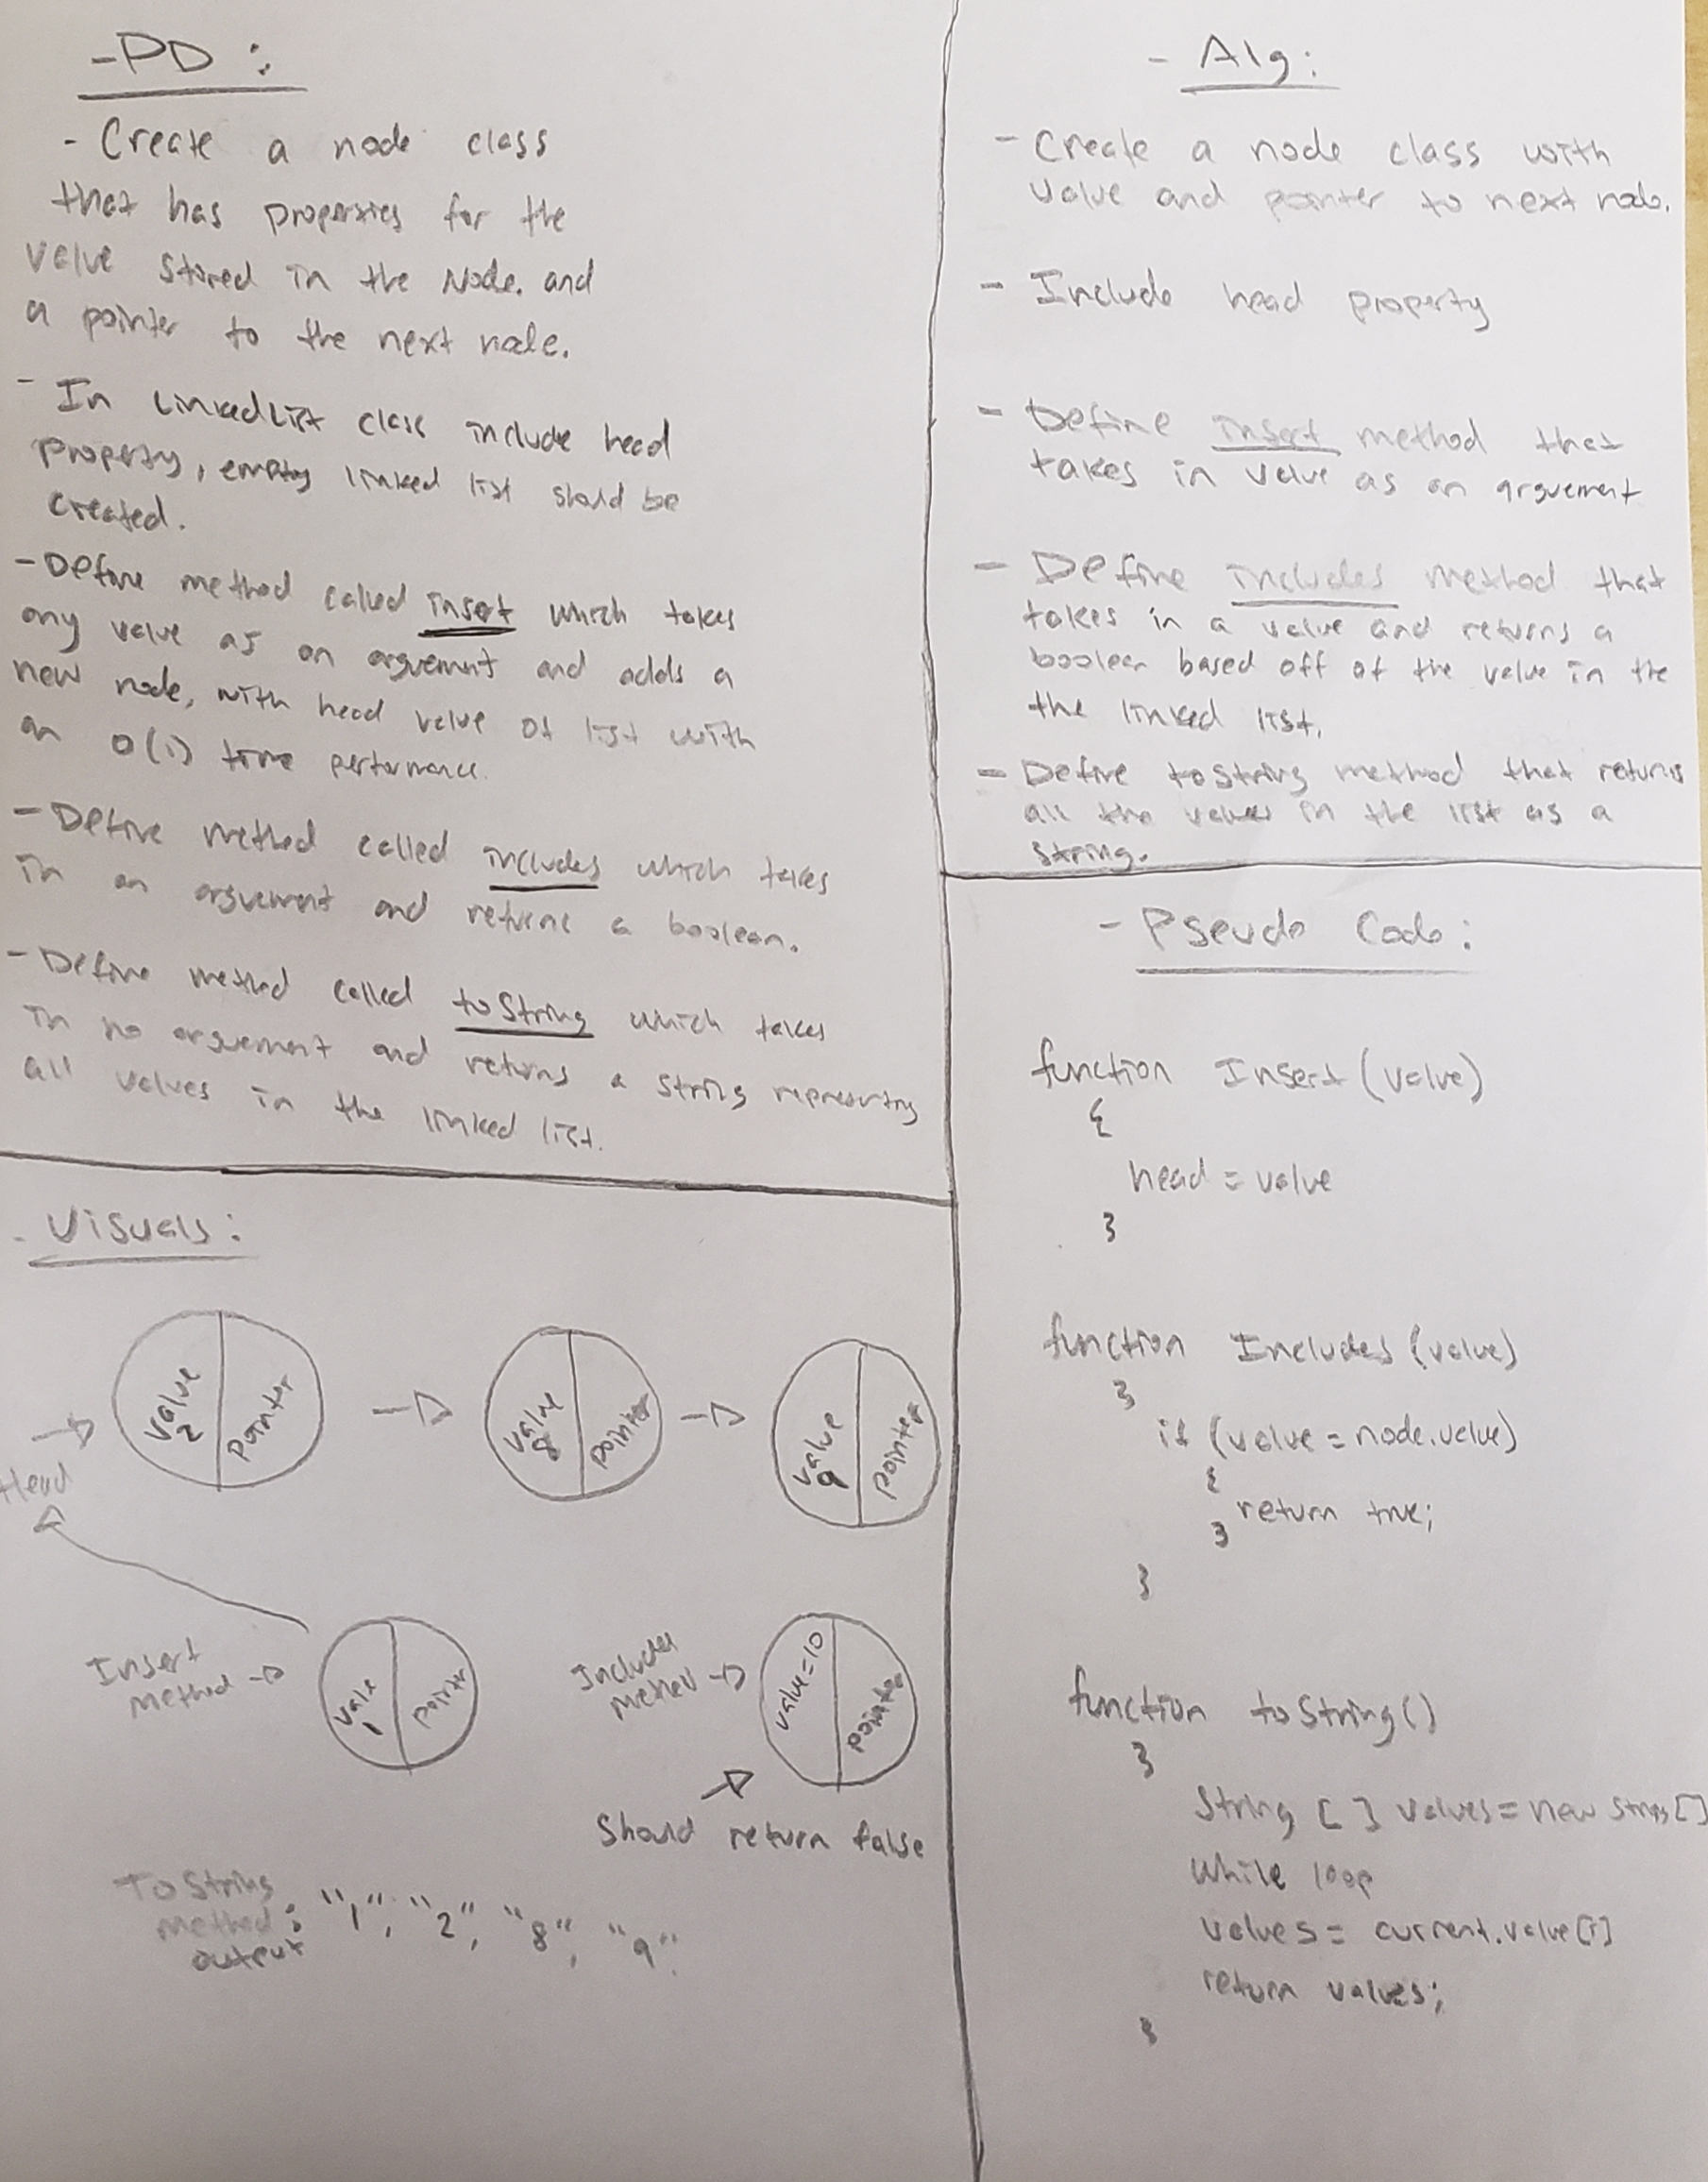 - PD :
- Create a node class
that has properties for the
value stored in the Node. and
a pointer to the next node.
- In LinkedList class include head
property, empty linked list should be
created.
- Define method called insert which takes
any value as an arguement and adds a
new node, with head value of list with
an O(1) time performance.
- Define method called includes which takes
in an arguement and returns a boolean.
- Define method called toString which takes
in no arguement and returns a string representing
all values in the linked list.
- Visuals:
Head
value
2
pointer
value
8
pointer
value
9
pointer
Insert
method
value
1
pointer
Includes
method
value=10
pointer
Should return false
ToString
method :
output
"1", "2", "8", "9".
- Alg:
- Create a node class with
value and pointer to next node.
- Include head property
- Define insert method that
takes in value as an arguement
- Define includes method that
takes in a value and returns a
boolean based off of the value in the
the linked list.
- Define toString method that returns
all the values in the list as a
string.
- Pseudo Code:
function Insert (value)
{
head = value
}
function Includes (value)
}
if (value = node.value)
{
return true;
}
}
function toString()
}
String [] values = new String[]
While loop
values = current.value[i]
return values;
}